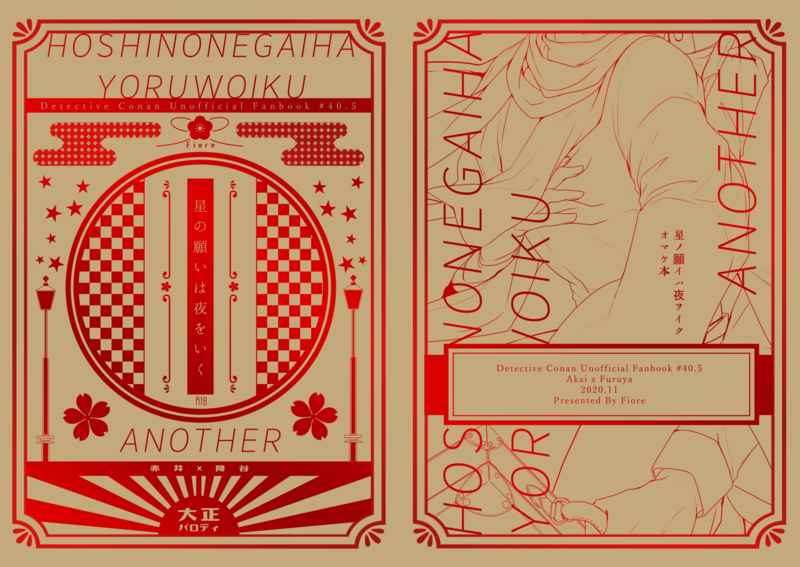 HOSHINONEGAIHA
YORUWOIKU
Detective Conan Unofficial Fanbook #40.5
Fiore
星の願いは夜をいく
R18
ANOTHER
赤井×降谷
大正
パロディ
HOSHINONEGAIHA
YORUWOIKU
ANOTHER
星ノ願イハ夜ヲイク
オマケ本
Detective Conan Unofficial Fanbook #40.5
Akai x Furuya
2020.11
Presented By Fiore
HOS
YOR